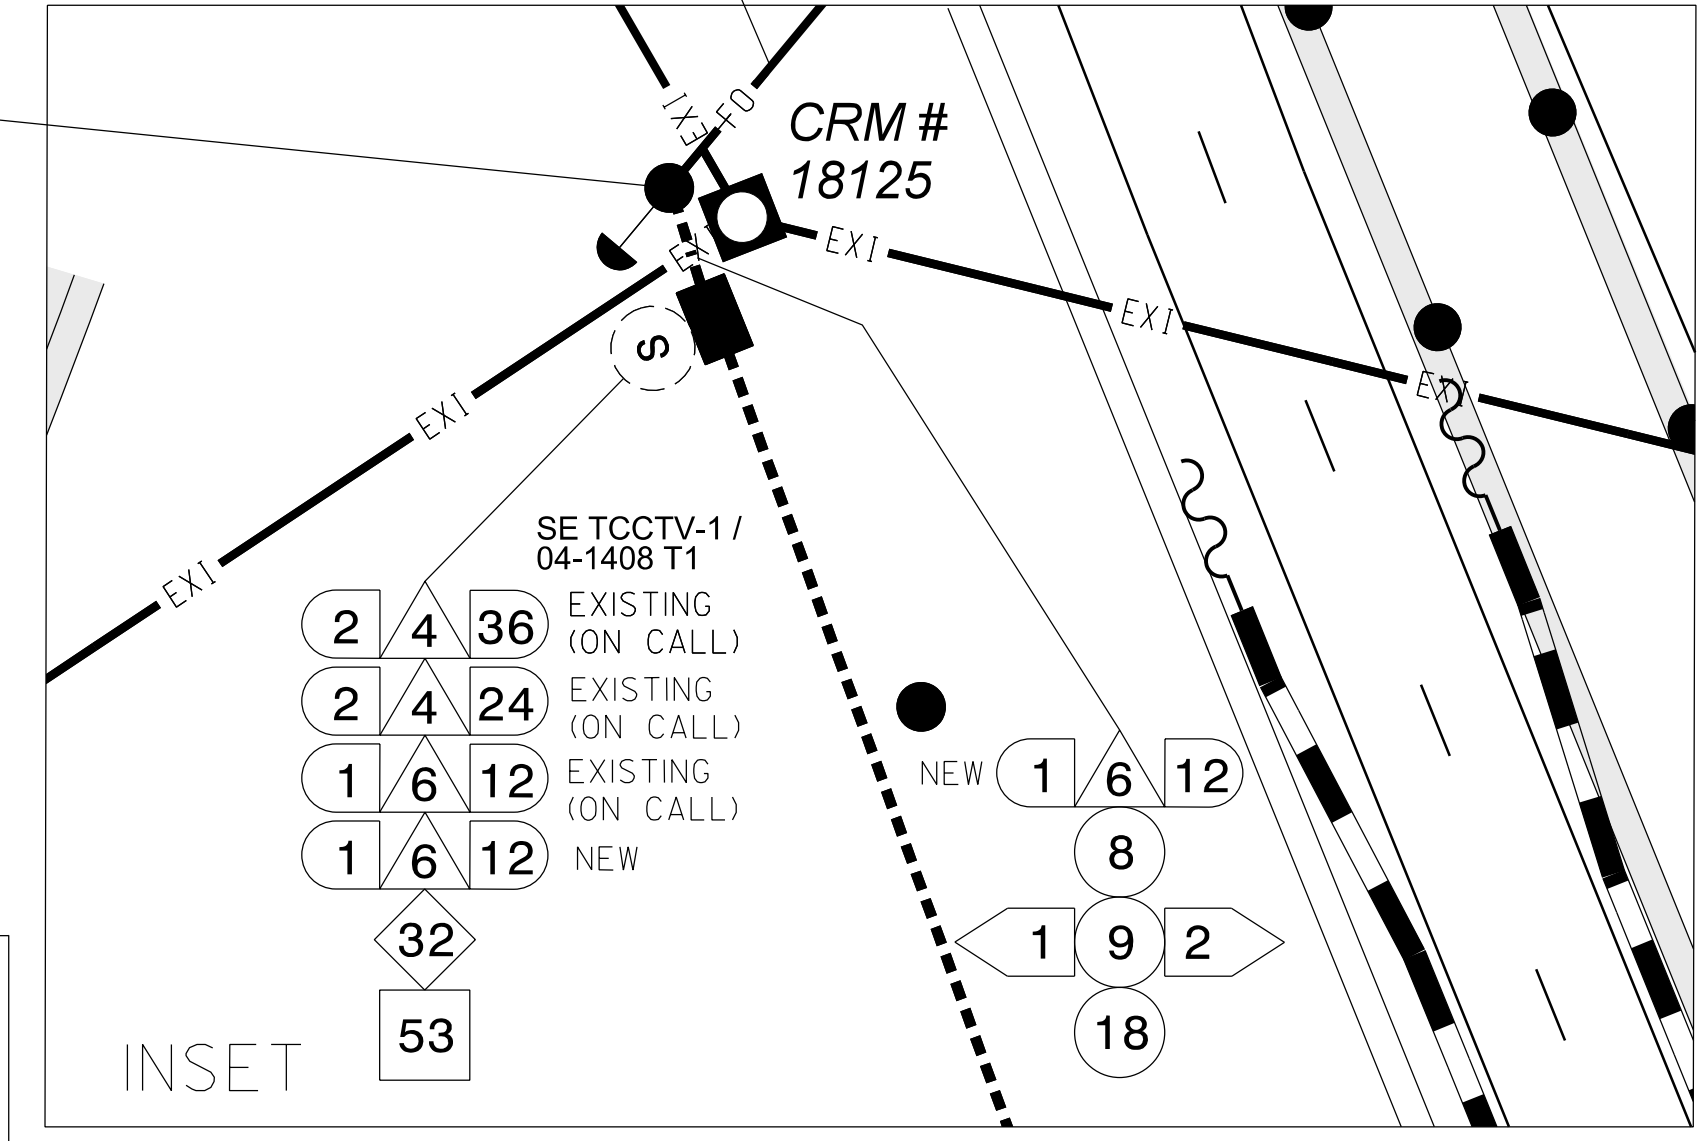 EXI
FO
CRM #
18125
EXI
EXI
EXI
EXI
EXI
EXI
S
SE TCCTV-1 /
04-1408 T1
2 4 36 EXISTING
(ON CALL)
2 4 24 EXISTING
(ON CALL)
1 6 12 EXISTING
(ON CALL)
1 6 12 NEW
32
53
NEW 1 6 12
8
1 9 2
18
INSET